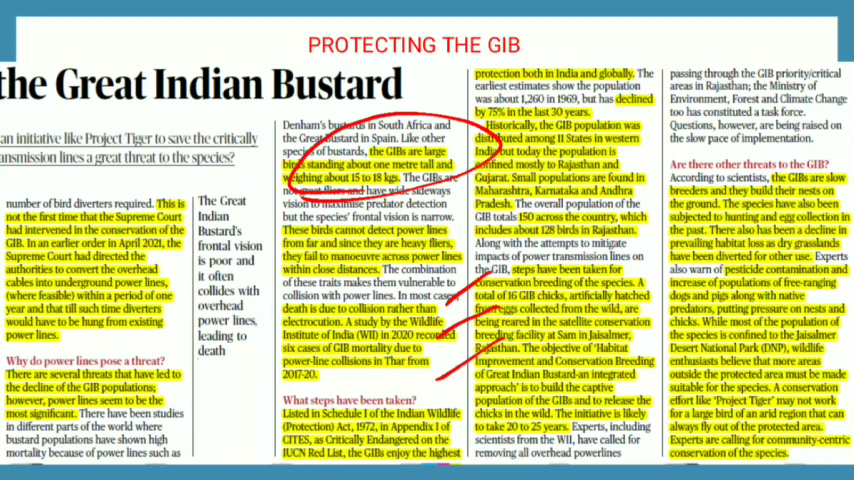 PROTECTING THE GIB
the Great Indian Bustard
an initiative like Project Tiger to save the critically
ansmission lines a great threat to the species?
number of bird diverters required. This is
not the first time that the Supreme Court
had intervened in the conservation of the
GIB. In an earlier order in April 2021, the
Supreme Court had directed the
authorities to convert the overhead
cables into underground power lines,
(where feasible) within a period of one
year and that till such time diverters
would have to be hung from existing
power lines.
Why do power lines pose a threat?
There are several threats that have led to
the decline of the GIB populations;
however, power lines seem to be the
most significant. There have been studies
in different parts of the world where
bustard populations have shown high
mortality because of power lines such as
The Great
Indian
Bustard's
frontal vision
is poor and
it often
collides with
overhead
power lines,
leading to
death
Denham's bustards in South Africa and
the Great Bustard in Spain. Like other
species of bustards, the GIBs are large
birds standing about one metre tall and
weighing about 15 to 18 kgs. The GIBs are
not great fliers and have wide sideways
vision to maximise predator detection
but the species' frontal vision is narrow.
These birds cannot detect power lines
from far and since they are heavy fliers,
they fail to manoeuvre across power lines
within close distances. The combination
of these traits makes them vulnerable to
collision with power lines. In most cases,
death is due to collision rather than
electrocution. A study by the Wildlife
Institute of India (WII) in 2020 recorded
six cases of GIB mortality due to
power-line collisions in Thar from
2017-20.
What steps have been taken?
Listed in Schedule I of the Indian Wildlife
(Protection) Act, 1972, in Appendix I of
CITES, as Critically Endangered on the
IUCN Red List, the GIBs enjoy the highest
protection both in India and globally. The
earliest estimates show the population
was about 1,260 in 1969, but has declined
by 75% in the last 30 years.
Historically, the GIB population was
distributed among 11 States in western
India but today the population is
confined mostly to Rajasthan and
Gujarat. Small populations are found in
Maharashtra, Karnataka and Andhra
Pradesh. The overall population of the
GIB totals 150 across the country, which
includes about 128 birds in Rajasthan.
Along with the attempts to mitigate
impacts of power transmission lines on
the GIB, steps have been taken for
conservation breeding of the species. A
total of 16 GIB chicks, artificially hatched
from eggs collected from the wild, are
being reared in the satellite conservation
breeding facility at Sam in Jaisalmer,
Rajasthan. The objective of 'Habitat
Improvement and Conservation Breeding
of Great Indian Bustard-an integrated
approach' is to build the captive
population of the GIBs and to release the
chicks in the wild. The initiative is likely
to take 20 to 25 years. Experts, including
scientists from the WII, have called for
removing all overhead powerlines
passing through the GIB priority/critical
areas in Rajasthan; the Ministry of
Environment, Forest and Climate Change
too has constituted a task force.
Questions, however, are being raised on
the slow pace of implementation.
Are there other threats to the GIB?
According to scientists, the GIBs are slow
breeders and they build their nests on
the ground. The species have also been
subjected to hunting and egg collection in
the past. There also has been a decline in
prevailing habitat loss as dry grasslands
have been diverted for other use. Experts
also warn of pesticide contamination and
increase of populations of free-ranging
dogs and pigs along with native
predators, putting pressure on nests and
chicks. While most of the population of
the species is confined to the Jaisalmer
Desert National Park (DNP), wildlife
enthusiasts believe that more areas
outside the protected area must be made
suitable for the species. A conservation
effort like 'Project Tiger' may not work
for a large bird of an arid region that can
always fly out of the protected area.
Experts are calling for community-centric
conservation of the species.